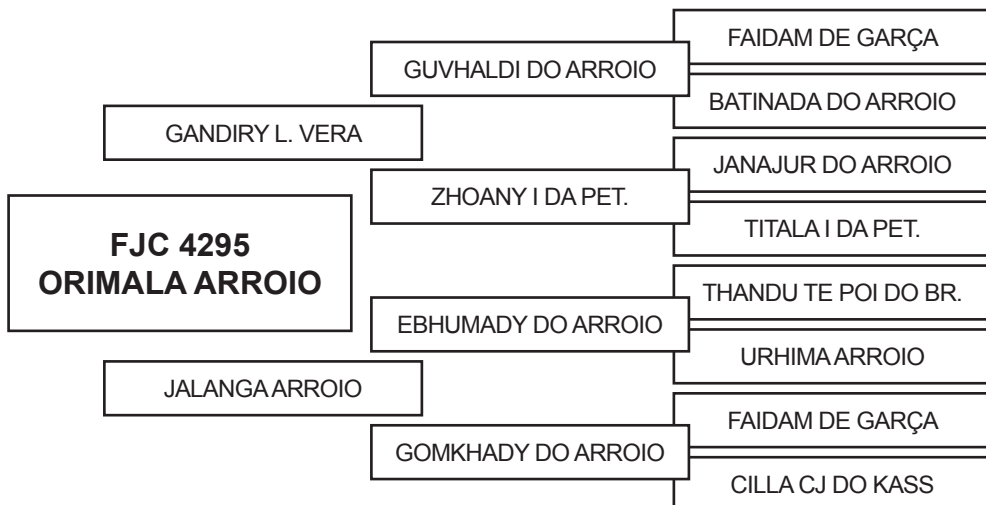 FAIDAM DE GARÇA
GUVHALDI DO ARROIO
BATINADA DO ARROIO
GANDIRY L. VERA
JANAJUR DO ARROIO
ZHOANY I DA PET.
TITALA I DA PET.
FJC 4295
ORIMALA ARROIO
THANDU TE POI DO BR.
EBHUMADY DO ARROIO
URHIMA ARROIO
JALANGA ARROIO
FAIDAM DE GARÇA
GOMKHADY DO ARROIO
CILLA CJ DO KASS